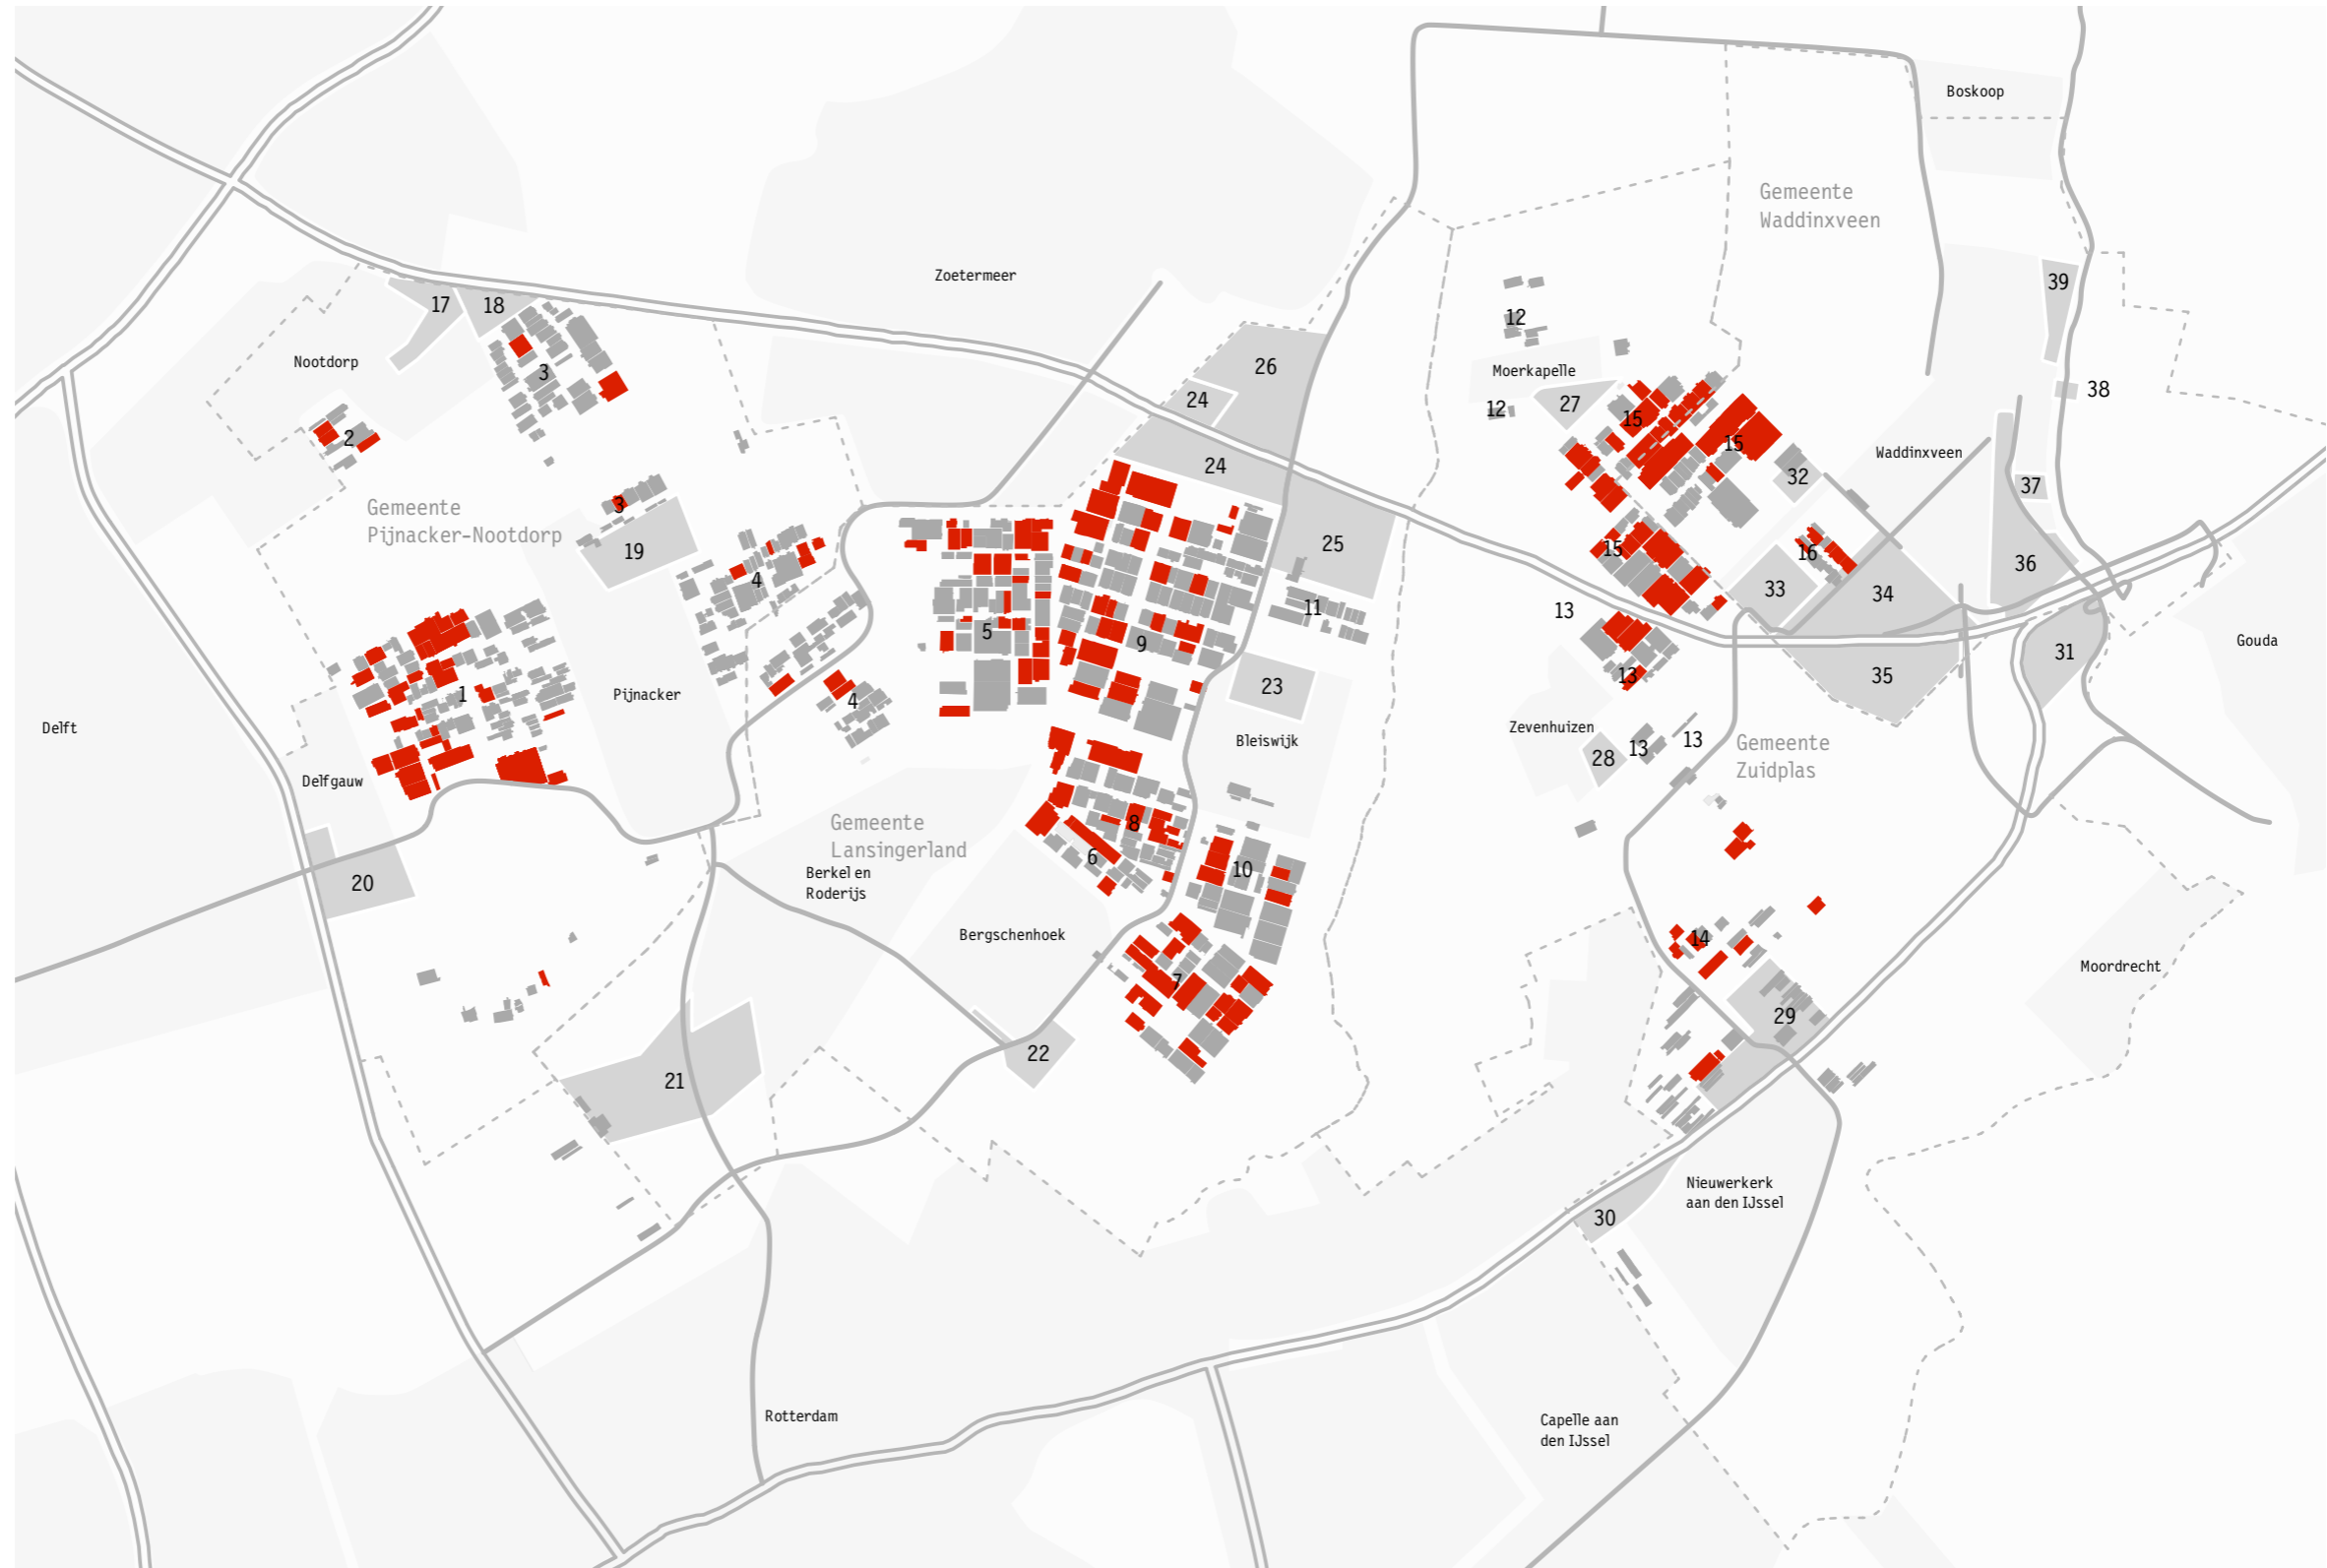 Boskoop
Gemeente
Waddinxveen
Zoetermeer
39
17
18
12
26
Nootdorp
3
Moerkapelle
38
24
27
12
15
2
15
Waddinxveen
24
32
37
3
Gemeente
Pijnacker-Nootdorp
25
19
15
16
36
4
33
34
13
11
5
9
Gouda
31
13
35
23
Pijnacker
1
4
Delft
Zevenhuizen
Bleiswijk
13
13
28
Gemeente
Zuidplas
Delfgauw
Gemeente
Lansingerland
8
6
10
Berkel en
Roderijs
20
Bergschenhoek
14
Moordrecht
7
29
22
21
Nieuwerkerk
aan den IJssel
30
Rotterdam
Capelle aan
den IJssel